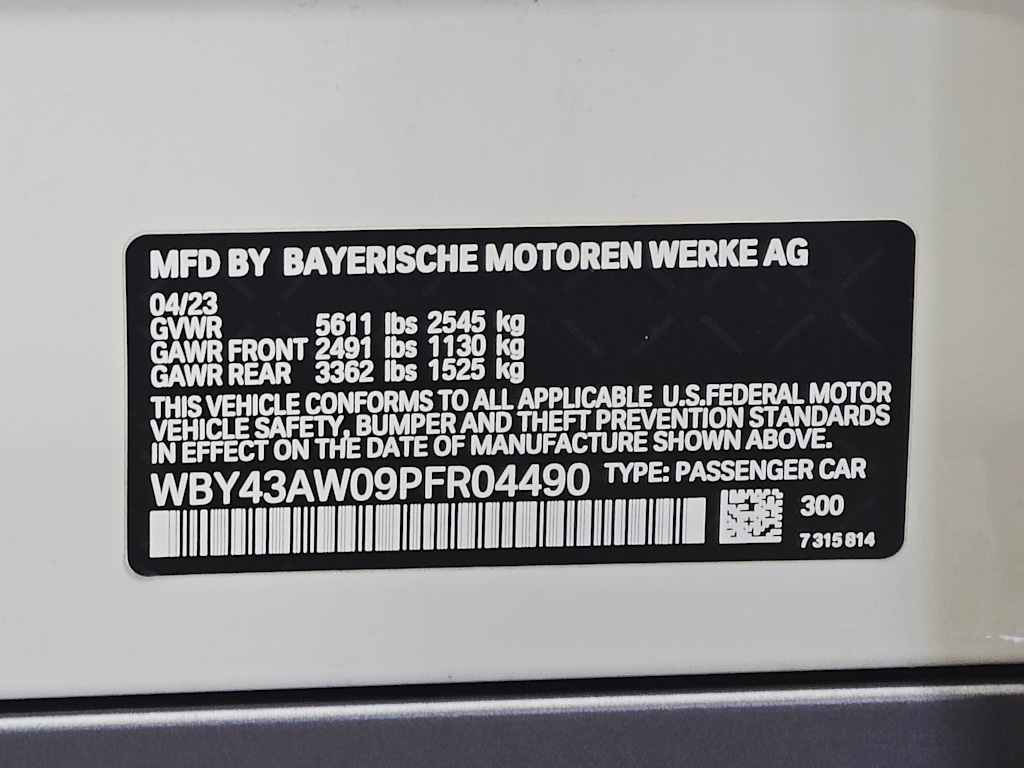 MFD BY BAYERISCHE MOTOREN WERKE AG
04/23
GVWR 5611 lbs 2545 kg
GAWR FRONT 2491 lbs 1130 kg
GAWR REAR 3362 lbs 1525 kg
THIS VEHICLE CONFORMS TO ALL APPLICABLE U.S.FEDERAL MOTOR
VEHICLE SAFETY, BUMPER AND THEFT PREVENTION STANDARDS
IN EFFECT ON THE DATE OF MANUFACTURE SHOWN ABOVE.
WBY43AW09PFR04490 TYPE: PASSENGER CAR
300
7 315 814